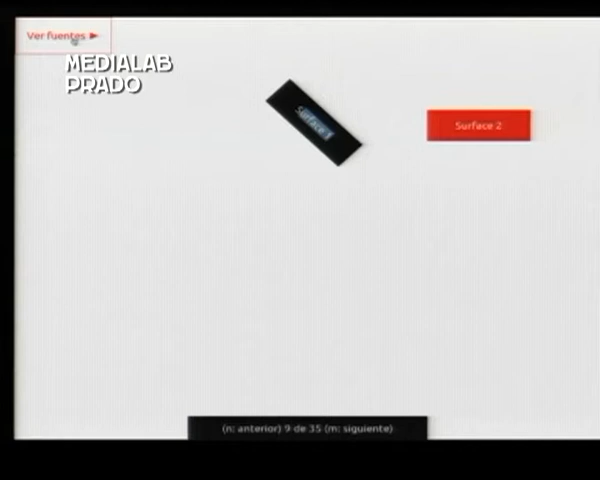 Ver fuentes ►
MEDIALAB
PRADO
Surface 1
Surface 2
(n: anterior) 9 de 35 (m: siguiente)